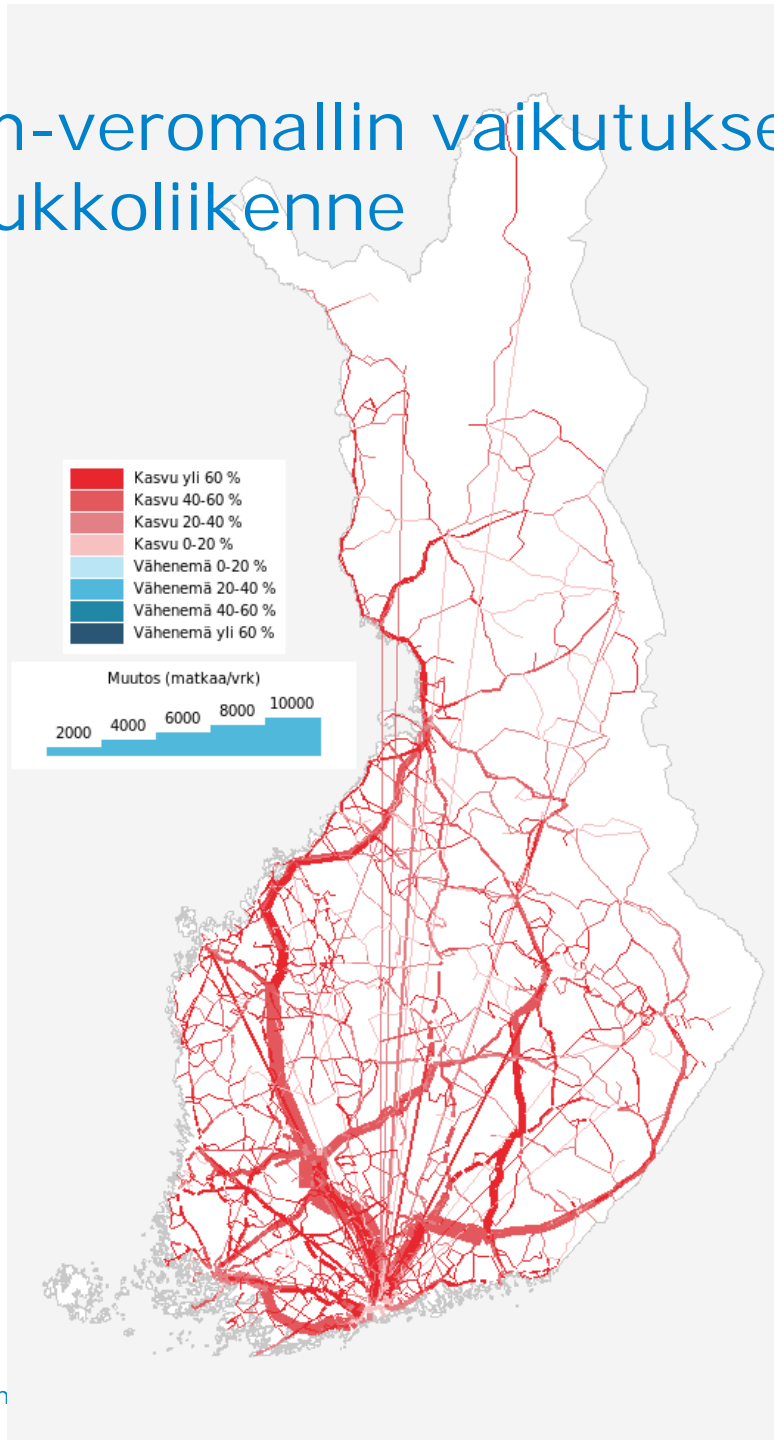 m-veromallin vaikutukse
ukkoliikenne
Kasvu yli 60 %
Kasvu 40-60 %
Kasvu 20-40 %
Kasvu 0-20 %
Vähenemä 0-20 %
Vähenemä 20-40 %
Vähenemä 40-60 %
Vähenemä yli 60 %
Muutos (matkaa/vrk)
2000 4000 6000 8000 10000
n